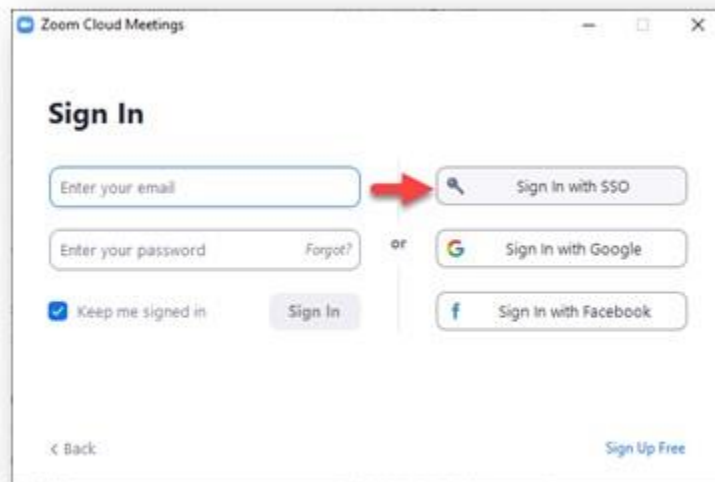 Zoom Cloud Meetings
Sign In
Enter your email
Enter your password
Forgot?
Keep me signed in
Sign In
or
Sign In with SSO
G
Sign In with Google
f
Sign In with Facebook
< Back
Sign Up Free